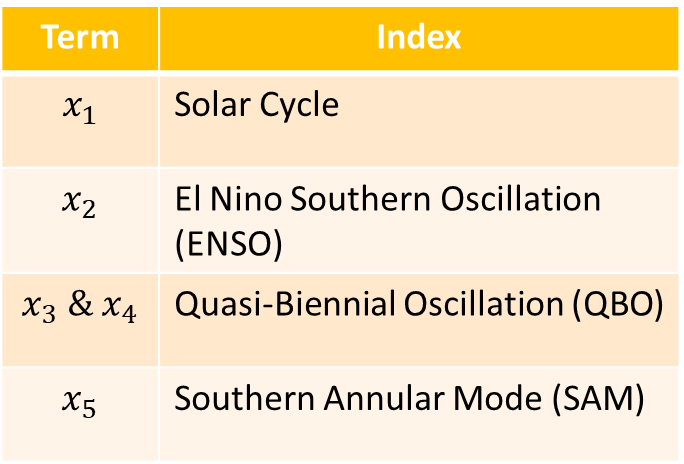 Term Index
x₁ Solar Cycle
x₂ El Nino Southern Oscillation
(ENSO)
x₃ & x₄ Quasi-Biennial Oscillation (QBO)
x₅ Southern Annular Mode (SAM)